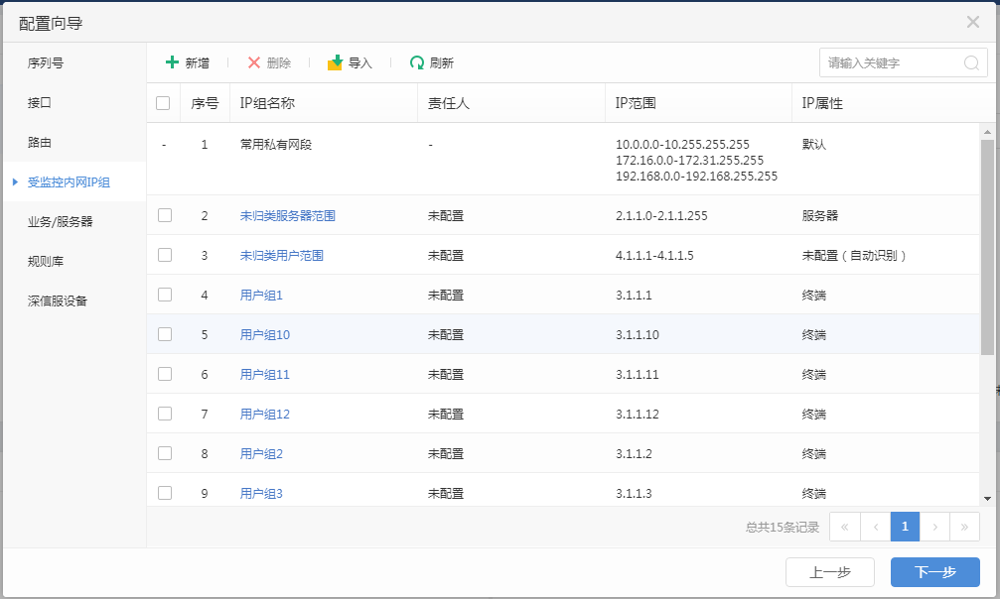 配置向导
序列号
接口
路由
受监控内网IP组
业务/服务器
规则库
深信服设备
新增 删除 导入 刷新 请输入关键字
序号 IP组名称 责任人 IP范围 IP属性
- 1 常用私有网段 - 10.0.0.0-10.255.255.255 默认
172.16.0.0-172.31.255.255
192.168.0.0-192.168.255.255
2 未归类服务器范围 未配置 2.1.1.0-2.1.1.255 服务器
3 未归类用户范围 未配置 4.1.1.1-4.1.1.5 未配置（自动识别）
4 用户组1 未配置 3.1.1.1 终端
5 用户组10 未配置 3.1.1.10 终端
6 用户组11 未配置 3.1.1.11 终端
7 用户组12 未配置 3.1.1.12 终端
8 用户组2 未配置 3.1.1.2 终端
9 用户组3 未配置 3.1.1.3 终端
总共15条记录 « ‹ 1 › »
上一步 下一步